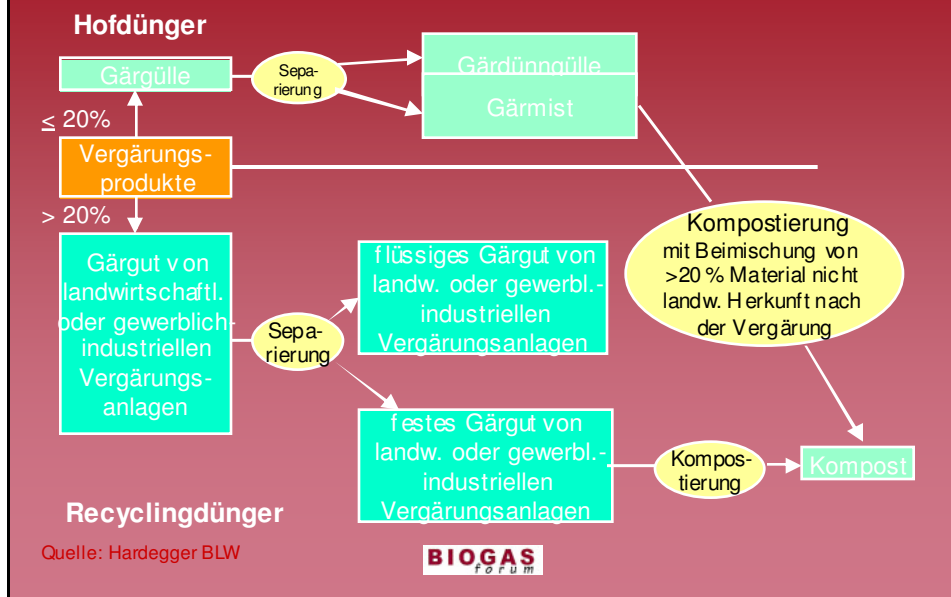 Hofdünger
Gärgülle
Sepa-
rierung
Gärdünngülle
Gärmist
≤ 20%
Vergärungs-
produkte
> 20%
Gärgut von
landwirtschaftl.
oder gewerblich-
industriellen
Vergärungs-
anlagen
Sepa-
rierung
flüssiges Gärgut von
landw. oder gewerbl.-
industriellen
Vergärungsanlagen
Kompostierung
mit Beimischung von
>20 % Material nicht
landw. Herkunft nach
der Vergärung
festes Gärgut von
landw. oder gewerbl.-
industriellen
Vergärungsanlagen
Kompos-
tierung
Kompost
Recyclingdünger
Quelle: Hardegger BLW
BIOGAS
forum